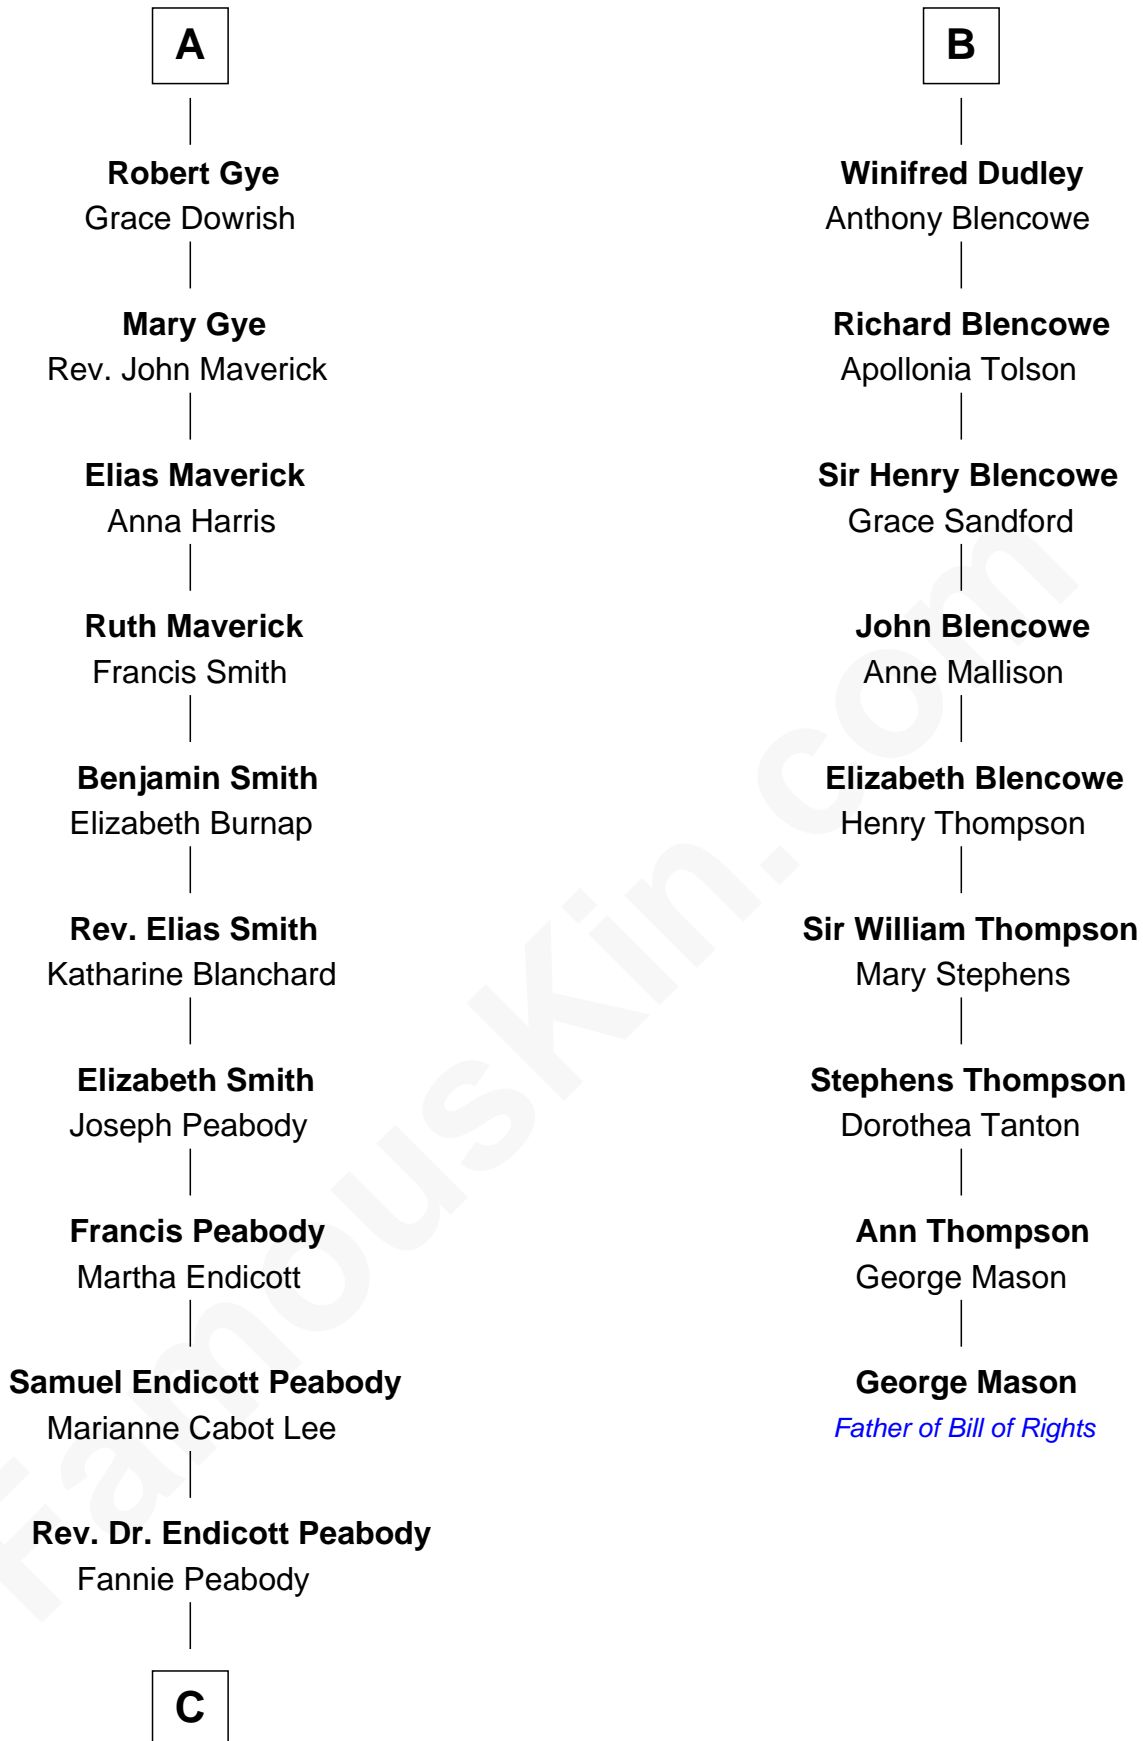 A
Robert Gye
Grace Dowrish
Mary Gye
Rev. John Maverick
Elias Maverick
Anna Harris
Ruth Maverick
Francis Smith
Benjamin Smith
Elizabeth Burnap
Rev. Elias Smith
Katharine Blanchard
Elizabeth Smith
Joseph Peabody
Francis Peabody
Martha Endicott
Samuel Endicott Peabody
Marianne Cabot Lee
Rev. Dr. Endicott Peabody
Fannie Peabody
C
B
Winifred Dudley
Anthony Blencowe
Richard Blencowe
Apollonia Tolson
Sir Henry Blencowe
Grace Sandford
John Blencowe
Anne Mallison
Elizabeth Blencowe
Henry Thompson
Sir William Thompson
Mary Stephens
Stephens Thompson
Dorothea Tanton
Ann Thompson
George Mason
George Mason
Father of Bill of Rights
FamousKin.com